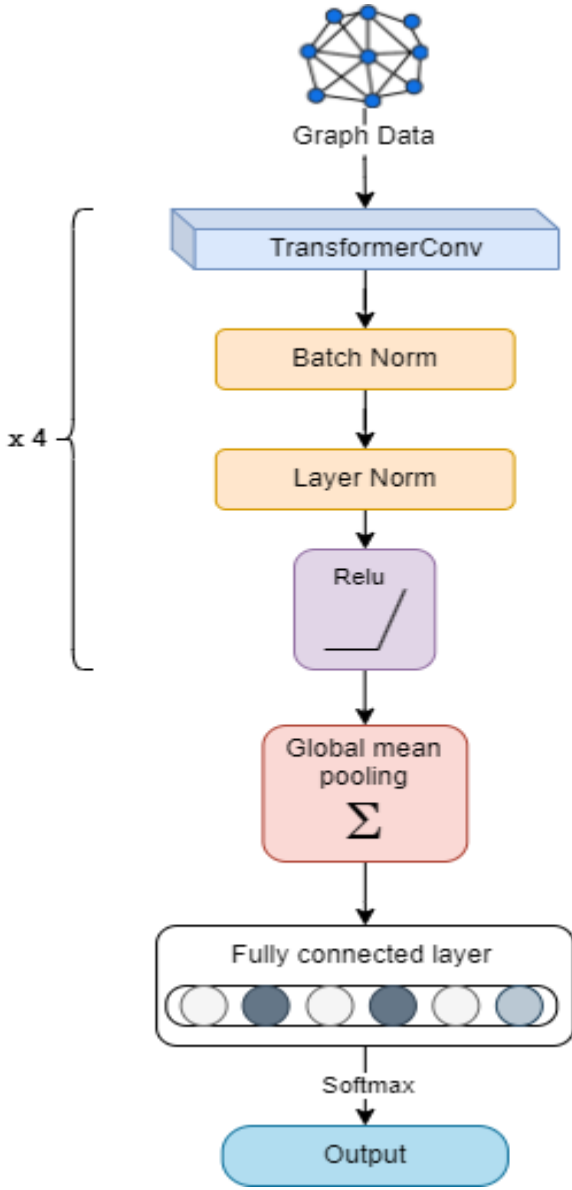 Graph Data
TransformerConv
Batch Norm
x 4
Layer Norm
Relu
Global mean
pooling
Σ
Fully connected layer
Softmax
Output